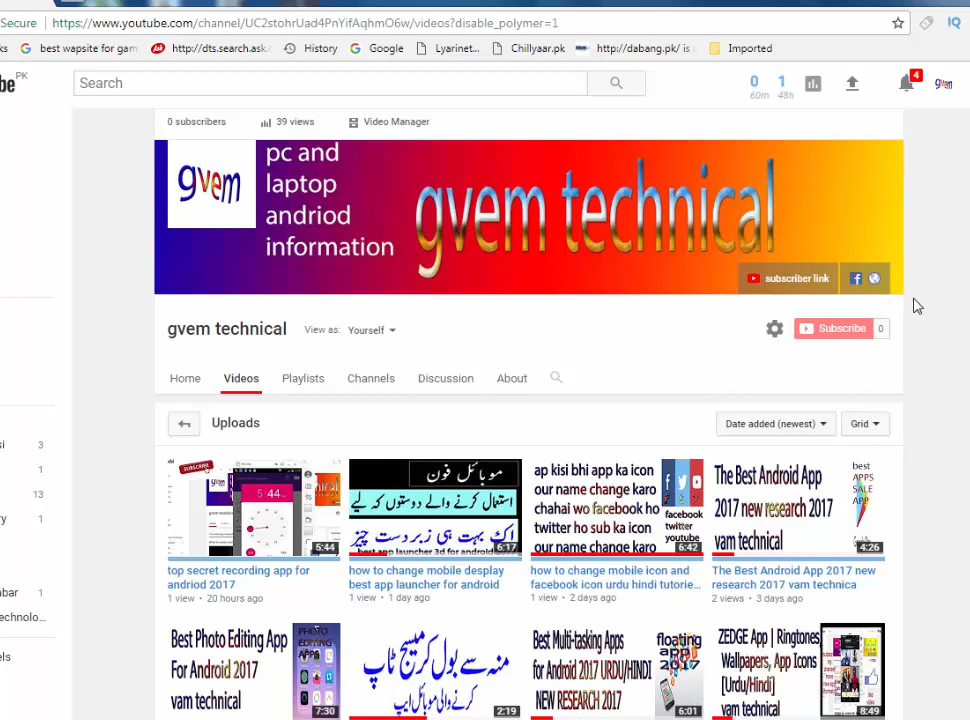 Secure https://www.youtube.com/channel/UC2stohrUad4PnYifAqhmO6w/videos?disable_polymer=1
ks best wapsite for gam http://dts.search.ask. History Google Lyarinet... Chillyaar.pk http://dabang.pk/ is Imported
be PK Search 0 60m 1 48h 4 gvem
0 subscribers 39 views Video Manager
gvem
pc and
laptop
andriod
information
gvem technical
subscriber link
gvem technical View as: Yourself Subscribe 0
Home Videos Playlists Channels Discussion About
Uploads Date added (newest) Grid
si 3
1
13
ry 1
bar 1
echnolo...
els
SUBSCRIBE
5:44
5:44
موبائل فون
استعمال کرنے والے دوستوں کہ لیے
اک بہت ہی زبردست چیز
best app launcher 3d for android
6:17
ap kisi bhi app ka icon
our name change karo
chahai wo facebook ho
twitter ho sub ka icon
our name change karo
facebook
twitter
youtube
6:42
The Best Android App
2017 new research 2017
vam technical
best
APPS
SALE
APP
4:26
top secret recording app for
andriod 2017
1 view • 20 hours ago
how to change mobile desplay
best app launcher for android
1 view • 1 day ago
how to change mobile icon and
facebook icon urdu hindi tutorie...
1 view • 2 days ago
The Best Android App 2017 new
research 2017 vam technica
2 views • 3 days ago
Best Photo Editing App
For Android 2017
vam technical
PHOTO
EDITING
APPS
7:30
منہ سے بول کر میسج ٹاپ
کرنے والی موبائل ایپ
2:19
Best Multi-tasking Apps
for Android 2017 URDU/HINDI
NEW RESEARCH 2017
floating
app
2017
6:01
ZEDGE App | Ringtones
Wallpapers, App Icons
[Urdu/Hindi]
vam technical
8:49